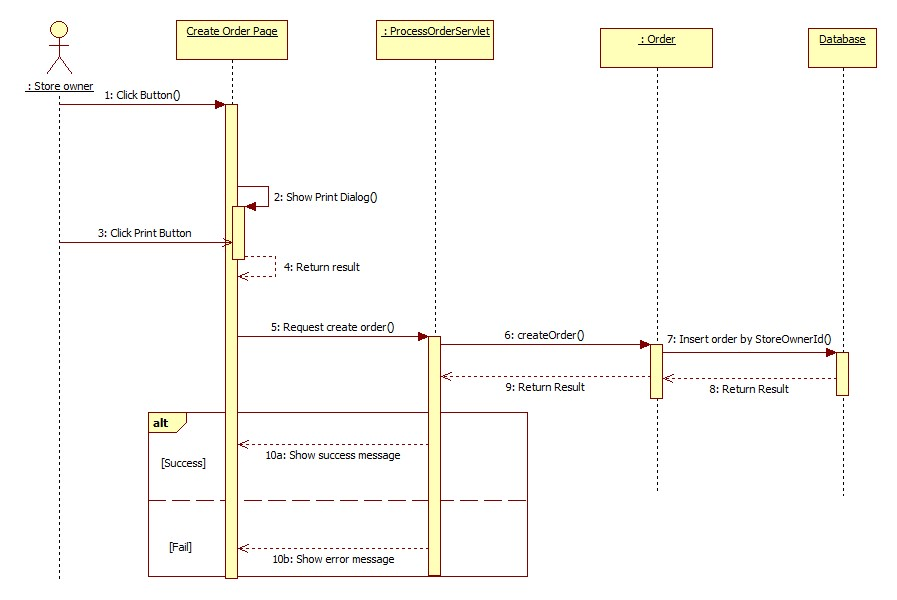 Create Order Page
: ProcessOrderServlet
: Order
Database
: Store owner
1: Click Button()
2: Show Print Dialog()
3: Click Print Button
4: Return result
5: Request create order()
6: createOrder()
7: Insert order by StoreOwnerId()
9: Return Result
8: Return Result
alt
10a: Show success message
[Success]
[Fail]
10b: Show error message